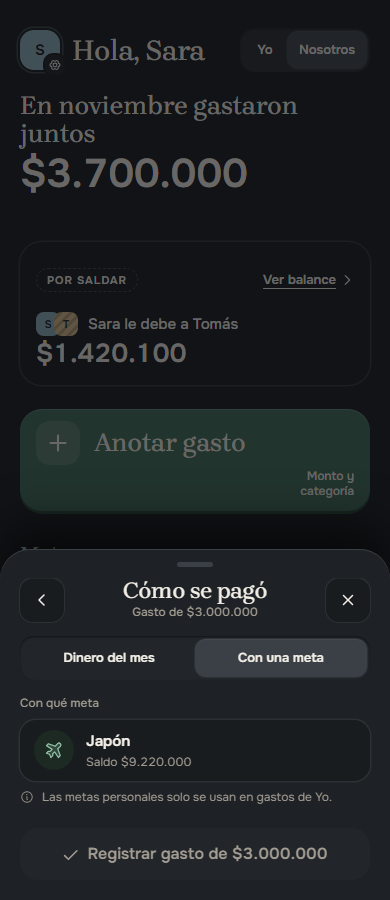 S
Hola, Sara
Yo
Nosotros
En noviembre gastaron
juntos
$3.700.000
POR SALDAR
Ver balance
S T
Sara le debe a Tomás
$1.420.100
Anotar gasto
Monto y
categoría
Cómo se pagó
Gasto de $3.000.000
Dinero del mes
Con una meta
Con qué meta
Japón
Saldo $9.220.000
Las metas personales solo se usan en gastos de Yo.
Registrar gasto de $3.000.000